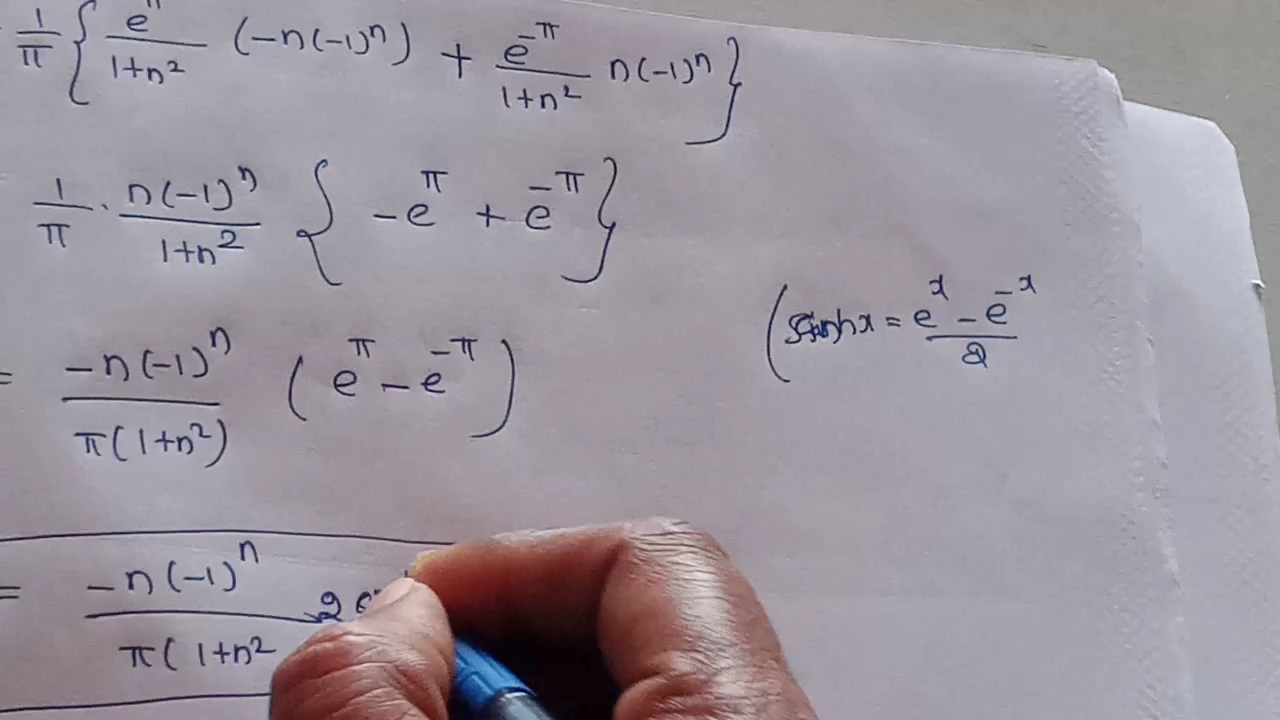 1/π { e^π/(1+n²) (-n(-1)ⁿ) + e^-π/(1+n²) n(-1)ⁿ }
1/π · n(-1)ⁿ/(1+n²) { -e^π + e^-π }
(sinhx = (e^x - e^-x)/2
= -n(-1)ⁿ/π(1+n²) (e^π - e^-π)
= -n(-1)ⁿ/π(1+n² 2